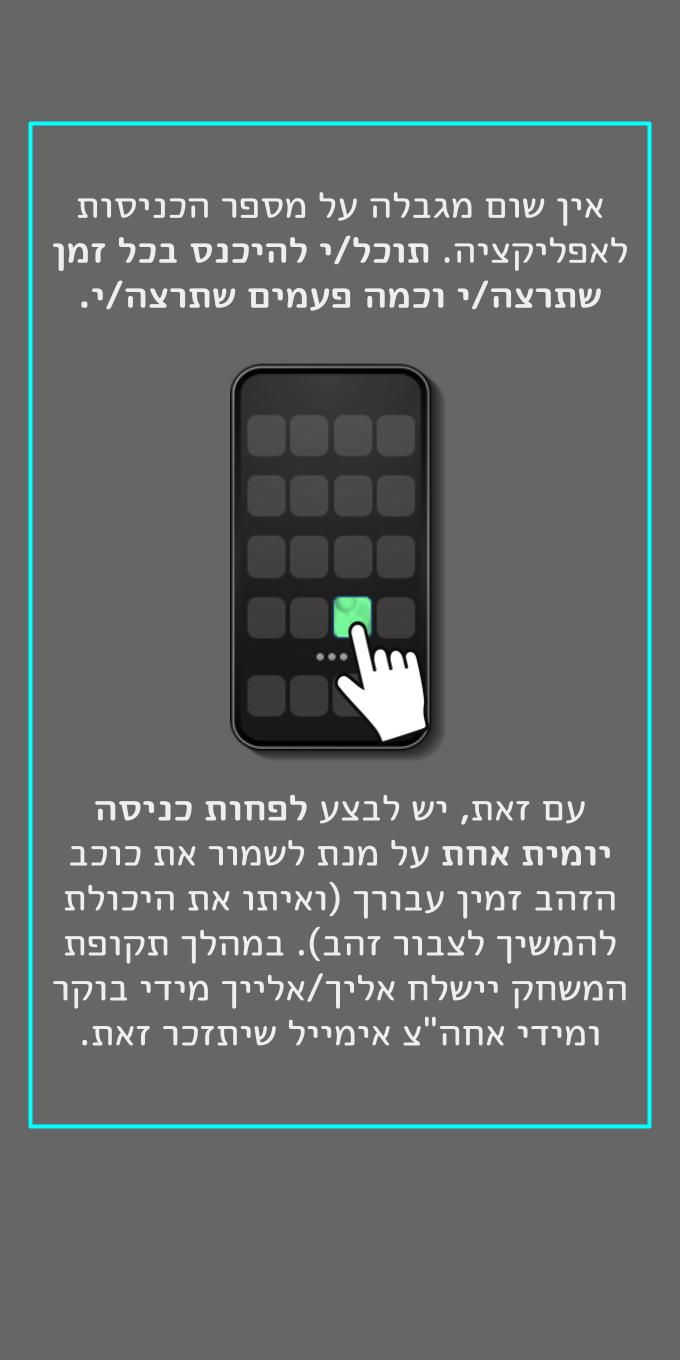 אין שום מגבלה על מספר הכניסות
לאפליקציה. תוכל/י להיכנס בכל זמן
שתרצה/י וכמה פעמים שתרצה/י.
עם זאת, יש לבצע לפחות כניסה
יומית אחת על מנת לשמור את כוכב
הזהב זמין עבורך (ואיתו את היכולת
להמשיך לצבור זהב). במהלך תקופת
המשחק יישלח אליך/אלייך מידי בוקר
ומידי אחה"צ אימייל שיתזכר זאת.